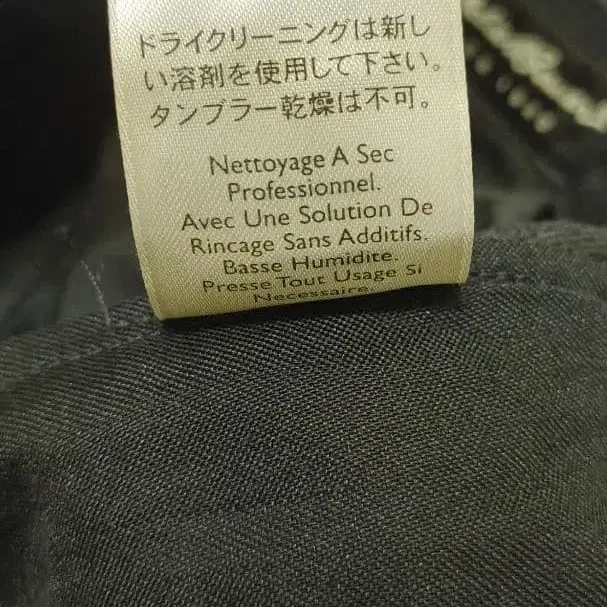 ドライクリーニングは新し
い溶剤を使用して下さい。
タンブラー乾燥は不可。
Nettoyage A Sec
Professionnel.
Avec Une Solution De
Rincage Sans Additifs.
Basse Humidite.
Presse Tout Usage Si
Necessaire.